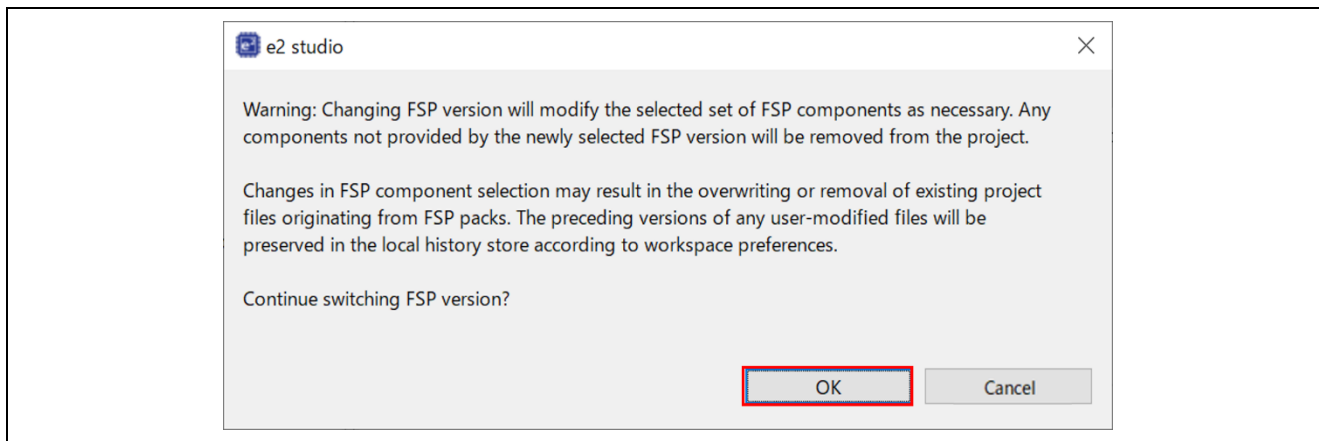 e2 studio
Warning: Changing FSP version will modify the selected set of FSP components as necessary. Any
components not provided by the newly selected FSP version will be removed from the project.
Changes in FSP component selection may result in the overwriting or removal of existing project
files originating from FSP packs. The preceding versions of any user-modified files will be
preserved in the local history store according to workspace preferences.
Continue switching FSP version?
OK
Cancel